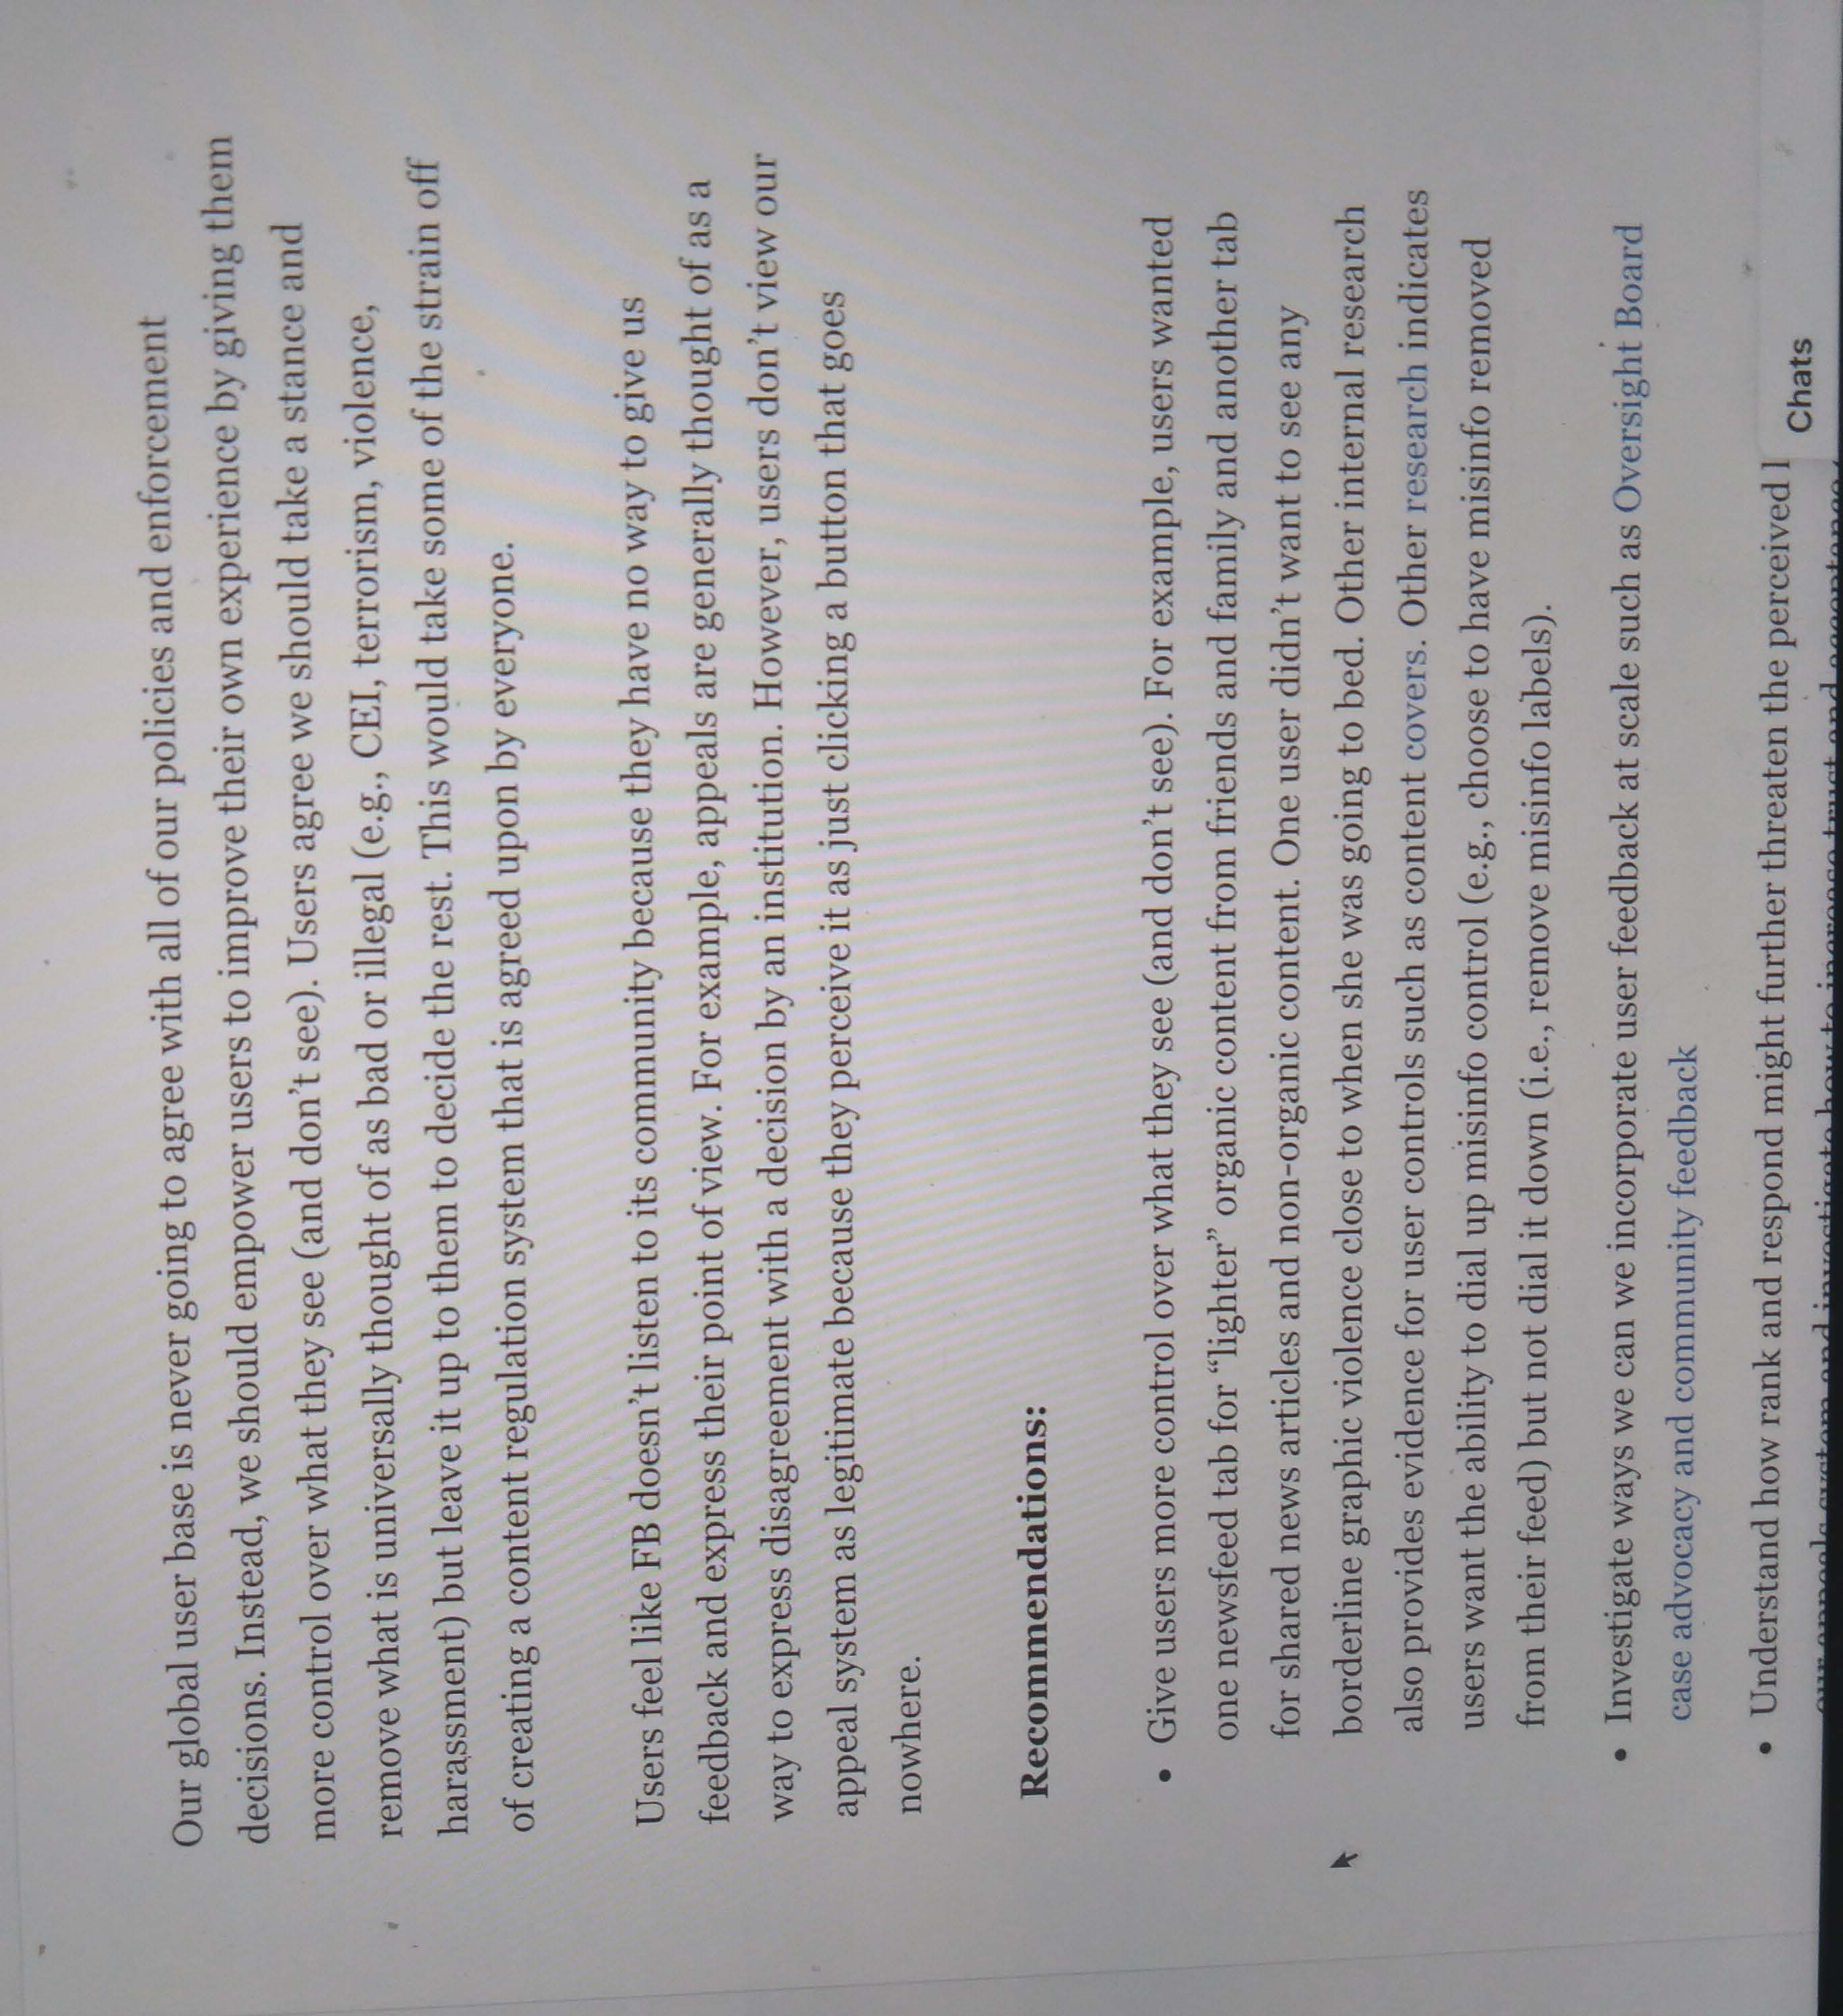 Our global user base is never going to agree with all of our policies and enforcement
decisions. Instead, we should empower users to improve their own experience by giving them
more control over what they see (and don't see). Users agree we should take a stance and
remove what is universally thought of as bad or illegal (e.g., CEI, terrorism, violence,
harassment) but leave it up to them to decide the rest. This would take some of the strain off
of creating a content regulation system that is agreed upon by everyone.
Users feel like FB doesn't listen to its community because they have no way to give us
feedback and express their point of view. For example, appeals are generally thought of as a
way to express disagreement with a decision by an institution. However, users don't view our
appeal system as legitimate because they perceive it as just clicking a button that goes
nowhere.
Recommendations:
• Give users more control over what they see (and don't see). For example, users wanted
one newsfeed tab for “lighter” organic content from friends and family and another tab
for shared news articles and non-organic content. One user didn't want to see any
borderline graphic violence close to when she was going to bed. Other internal research
also provides evidence for user controls such as content covers. Other research indicates
users want the ability to dial up misinfo control (e.g., choose to have misinfo removed
from their feed) but not dial it down (i.e., remove misinfo labels).
• Investigate ways we can we incorporate user feedback at scale such as Oversight Board
case advocacy and community feedback
• Understand how rank and respond might further threaten the perceived
our appeals system and investigate how to increase trust and acceptance
Chats